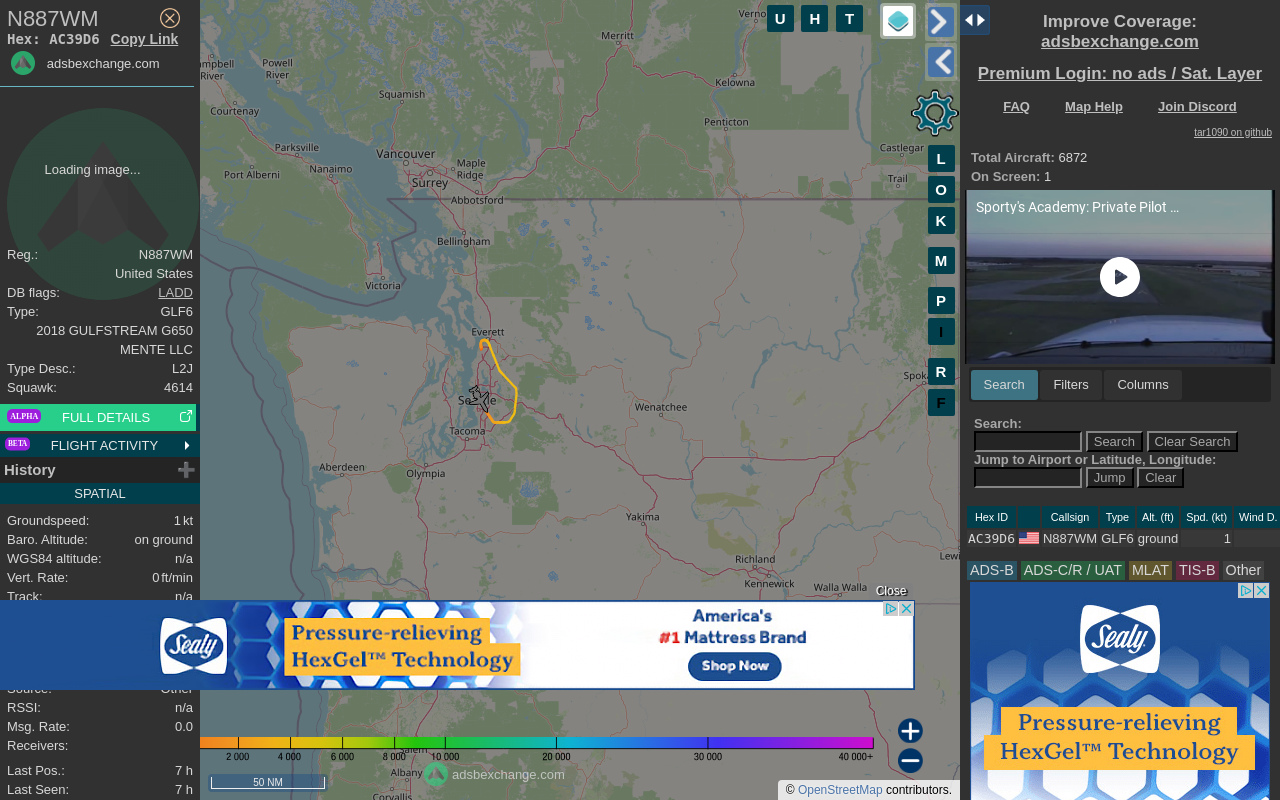 N887WM
Hex: AC39D6 Copy Link
adsbexchange.com
Loading image...
Reg.: N887WM
United States
DB flags: LADD
Type: GLF6
2018 GULFSTREAM G650
MENTE LLC
Type Desc.: L2J
Squawk: 4614
ALPHA FULL DETAILS
BETA FLIGHT ACTIVITY
History
SPATIAL
Groundspeed: 1 kt
Baro. Altitude: on ground
WGS84 altitude: n/a
Vert. Rate: 0 ft/min
Track: n/a
Source: Other
RSSI: n/a
Msg. Rate: 0.0
Receivers:
Last Pos.: 7 h
Last Seen: 7 h
Verno
Merritt
Powell
River
mpbell
River
Squamish
Kelowna
Courtenay
Penticton
Parksville
Vancouver
Nanaimo
Maple
Ridge
Castlegar
Port Alberni
Surrey
Trail
Abbotsford
Bellingham
Victoria
Everett
Spok
Wenatchee
Tacoma
Aberdeen
Olympia
Yakima
Richland
Lewi
Kennewick
Walla Walla
Albany
Corvallis
U H T
L
O
K
M
P
I
R
F
Close
Sealy
Pressure-relieving
HexGel™ Technology
America's
#1 Mattress Brand
Shop Now
2 000 4 000 6 000 8 000 10 000 20 000 30 000 40 000+
adsbexchange.com
50 NM
© OpenStreetMap contributors.
Improve Coverage:
adsbexchange.com
Premium Login: no ads / Sat. Layer
FAQ Map Help Join Discord
tar1090 on github
Total Aircraft: 6872
On Screen: 1
Sporty's Academy: Private Pilot …
Search Filters Columns
Search:
Search Clear Search
Jump to Airport or Latitude, Longitude:
Jump Clear
Hex ID Callsign Type Alt. (ft) Spd. (kt) Wind D.
AC39D6 N887WM GLF6 ground 1
ADS-B ADS-C/R / UAT MLAT TIS-B Other
Sealy
Pressure-relieving
HexGel™ Technology